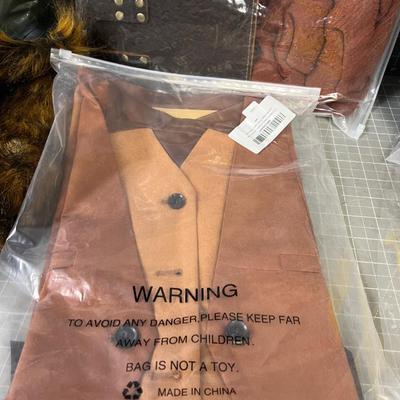 WARNING
TO AVOID ANY DANGER,PLEASE KEEP FAR
AWAY FROM CHILDREN.
BAG IS NOT A TOY.
MADE IN CHINA